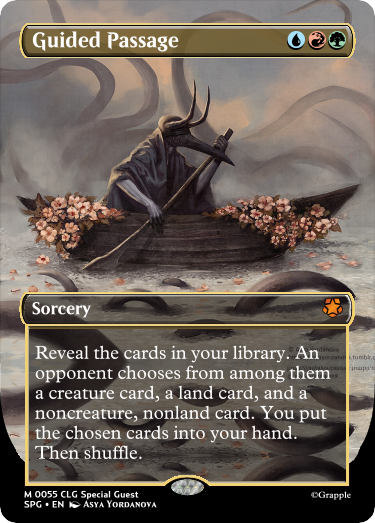 Guided Passage
Sorcery
Reveal the cards in your library. An
opponent chooses from among them
a creature card, a land card, and a
noncreature, nonland card. You put
the chosen cards into your hand.
Then shuffle.
M 0055 CLG Special Guest
SPG • EN Asya Yordanova
©Grapple